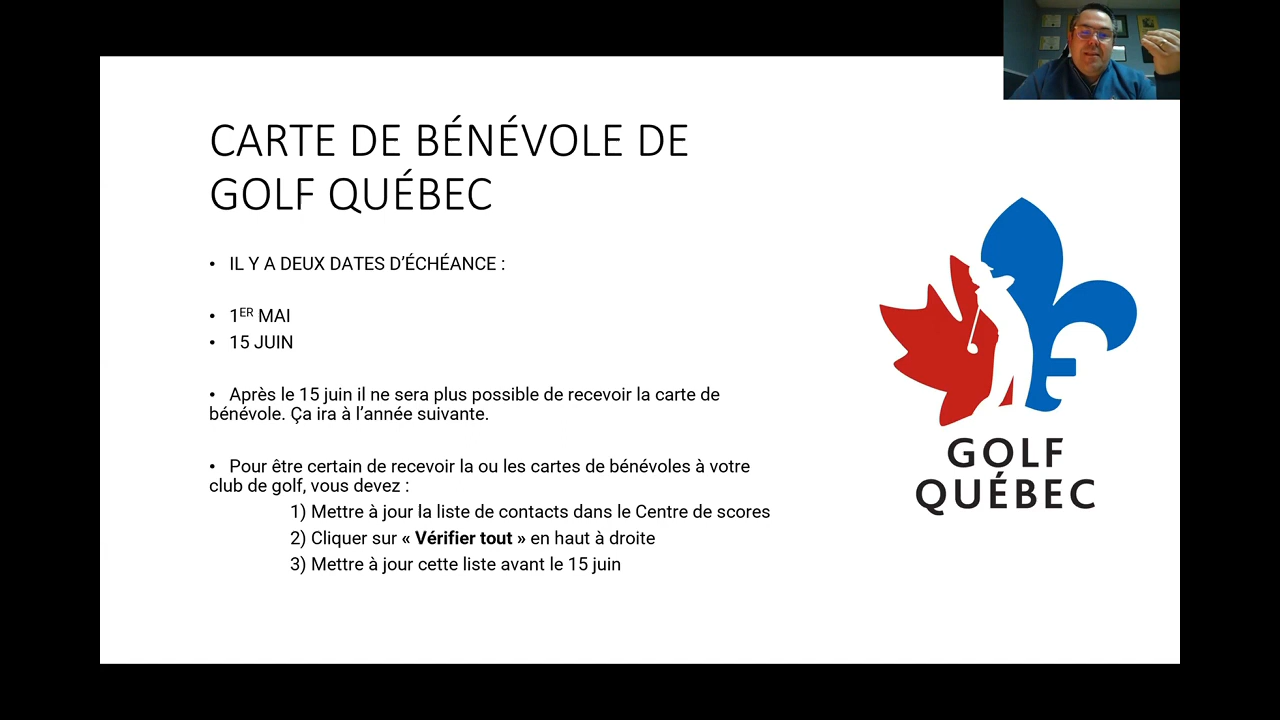 CARTE DE BÉNÉVOLE DE
GOLF QUÉBEC
• IL Y A DEUX DATES D’ÉCHÉANCE :
• 1ER MAI
• 15 JUIN
• Après le 15 juin il ne sera plus possible de recevoir la carte de
bénévole. Ça ira à l’année suivante.
• Pour être certain de recevoir la ou les cartes de bénévoles à votre
club de golf, vous devez :
1) Mettre à jour la liste de contacts dans le Centre de scores
2) Cliquer sur « Vérifier tout » en haut à droite
3) Mettre à jour cette liste avant le 15 juin
GOLF
QUÉBEC